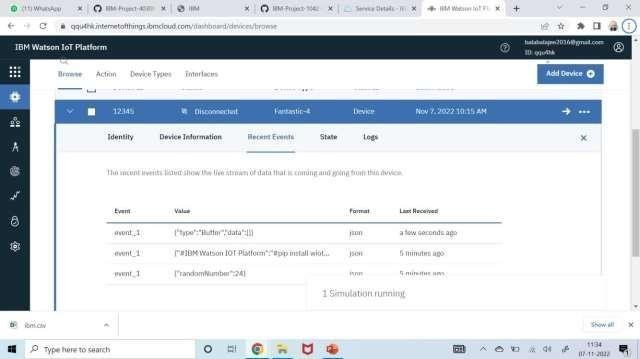 (11) WhatsApp
IBM-Project-4039
IBM
IBM-Project-1042
Service Details - IB
IBM Watson IoT Pl
qqu4hk.internetofthings.ibmcloud.com/dashboard/devices/browse
IBM Watson IoT Platform
balabalajee2016@gmail.com
ID: qqu4hk
Browse
Action
Device Types
Interfaces
Add Device
12345
Disconnected
Fantastic-4
Device
Nov 7, 2022 10:15 AM
Identity
Device Information
Recent Events
State
Logs
The recent events listed show the live stream of data that is coming and going from this device.
Event
Value
Format
Last Received
event_1
{"type":"Buffer","data":[]}
json
a few seconds ago
event_1
{"#IBM Watson IOT Platform":"#pip install wiot...
json
5 minutes ago
event_1
{"randomNumber":24}
json
5 minutes ago
1 Simulation running
ibm.csv
Show all
Type here to search
11:34
07-11-2022